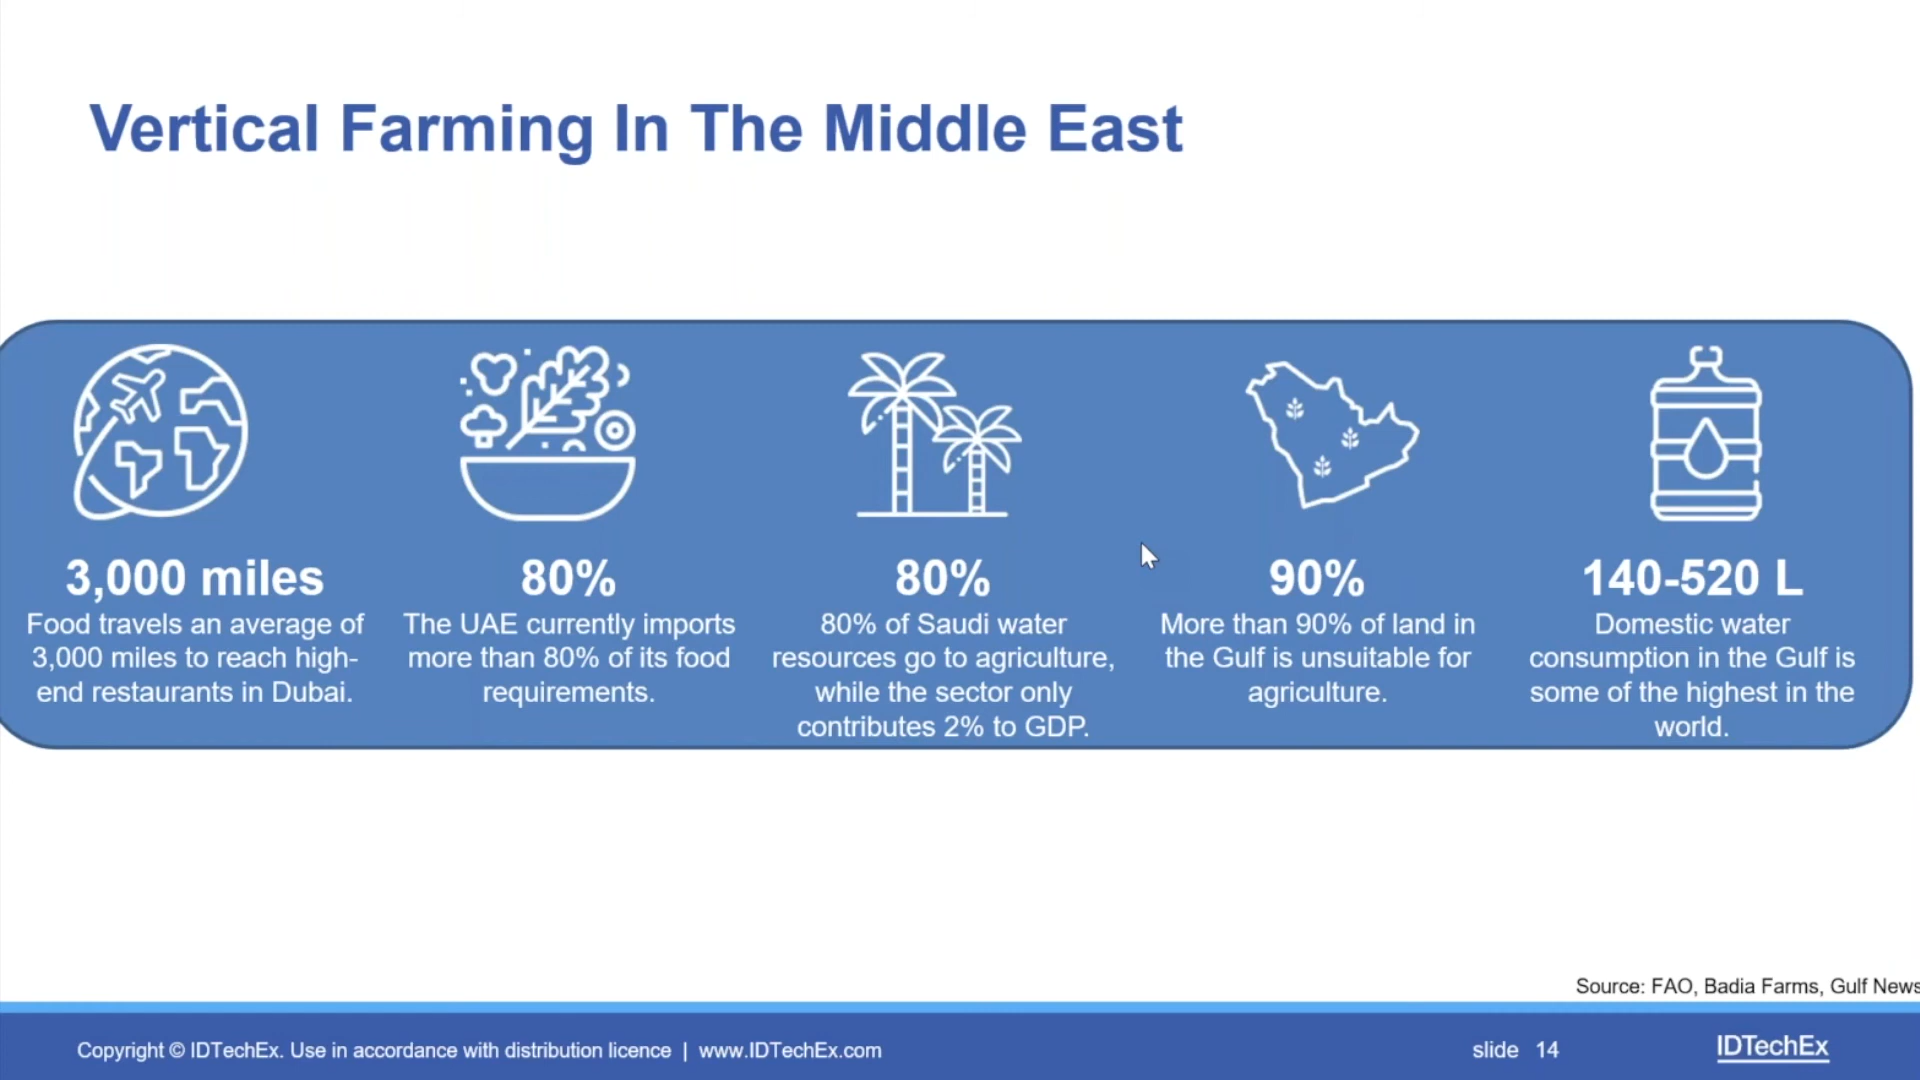 Vertical Farming In The Middle East
3,000 miles
Food travels an average of
3,000 miles to reach high-
end restaurants in Dubai.
80%
The UAE currently imports
more than 80% of its food
requirements.
80%
80% of Saudi water
resources go to agriculture,
while the sector only
contributes 2% to GDP.
90%
More than 90% of land in
the Gulf is unsuitable for
agriculture.
140-520 L
Domestic water
consumption in the Gulf is
some of the highest in the
world.
Source: FAO, Badia Farms, Gulf News
Copyright © IDTechEx. Use in accordance with distribution licence | www.IDTechEx.com
slide 14
IDTechEx